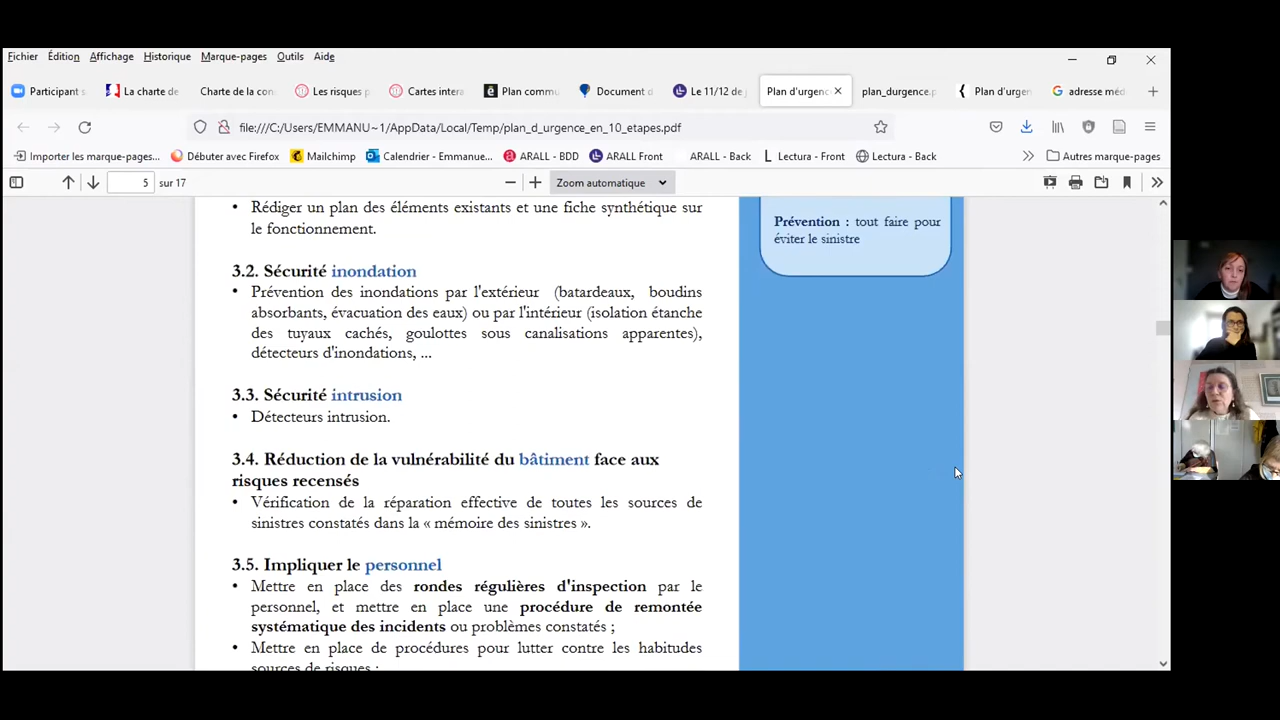 Fichier Édition Affichage Historique Marque-pages Outils Aide
Participant s La charte de Charte de la con Les risques p Cartes intera Plan commu Document d Le 11/12 de j Plan d'urgenc plan_durgence.p Plan d'urgen adresse méd
file:///C:/Users/EMMANU~1/AppData/Local/Temp/plan_d_urgence_en_10_etapes.pdf
Importer les marque-pages... Débuter avec Firefox Mailchimp Calendrier - Emmanue... ARALL - BDD ARALL Front ARALL - Back Lectura - Front Lectura - Back Autres marque-pages
5 sur 17 Zoom automatique
• Rédiger un plan des éléments existants et une fiche synthétique sur
le fonctionnement.
3.2. Sécurité inondation
• Prévention des inondations par l'extérieur (batardeaux, boudins
absorbants, évacuation des eaux) ou par l'intérieur (isolation étanche
des tuyaux cachés, goulottes sous canalisations apparentes),
détecteurs d'inondations, ...
3.3. Sécurité intrusion
• Détecteurs intrusion.
3.4. Réduction de la vulnérabilité du bâtiment face aux
risques recensés
• Vérification de la réparation effective de toutes les sources de
sinistres constatés dans la « mémoire des sinistres ».
3.5. Impliquer le personnel
• Mettre en place des rondes régulières d'inspection par le
personnel, et mettre en place une procédure de remontée
systématique des incidents ou problèmes constatés ;
• Mettre en place de procédures pour lutter contre les habitudes
sources de risques ;
Prévention : tout faire pour
éviter le sinistre